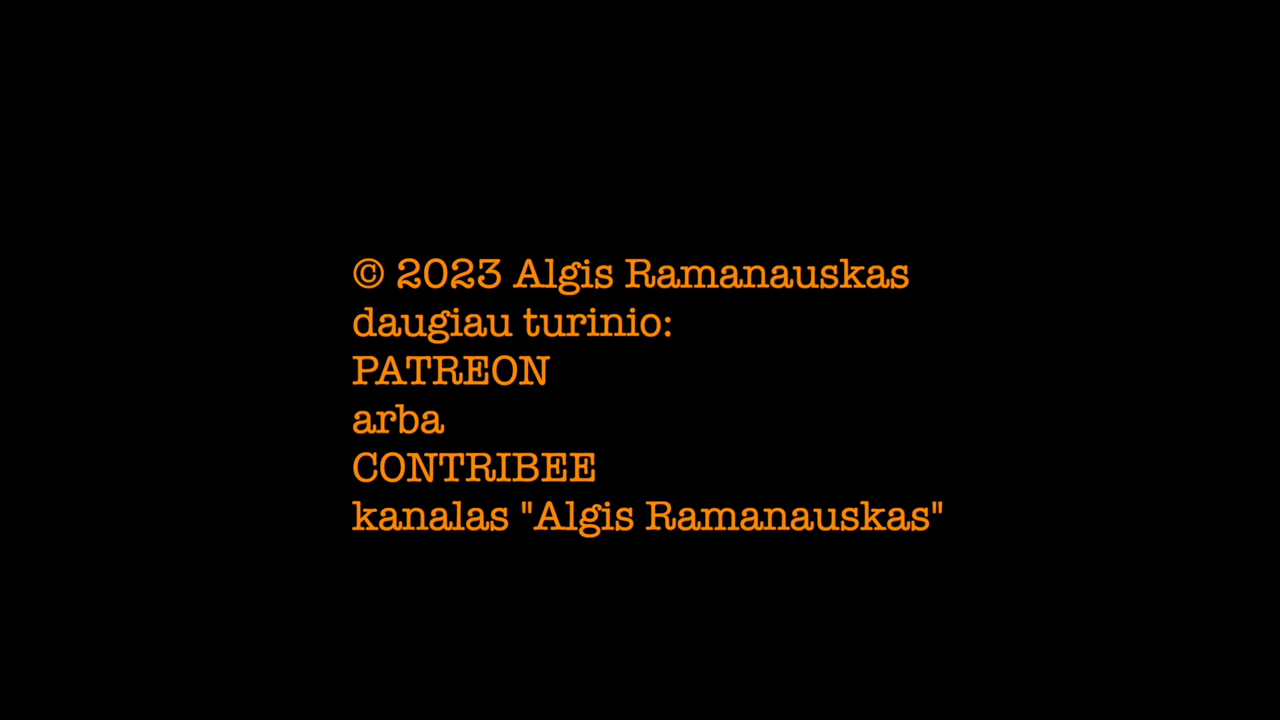 © 2023 Algis Ramanauskas
daugiau turinio:
PATREON
arba
CONTRIBEE
kanalas "Algis Ramanauskas"